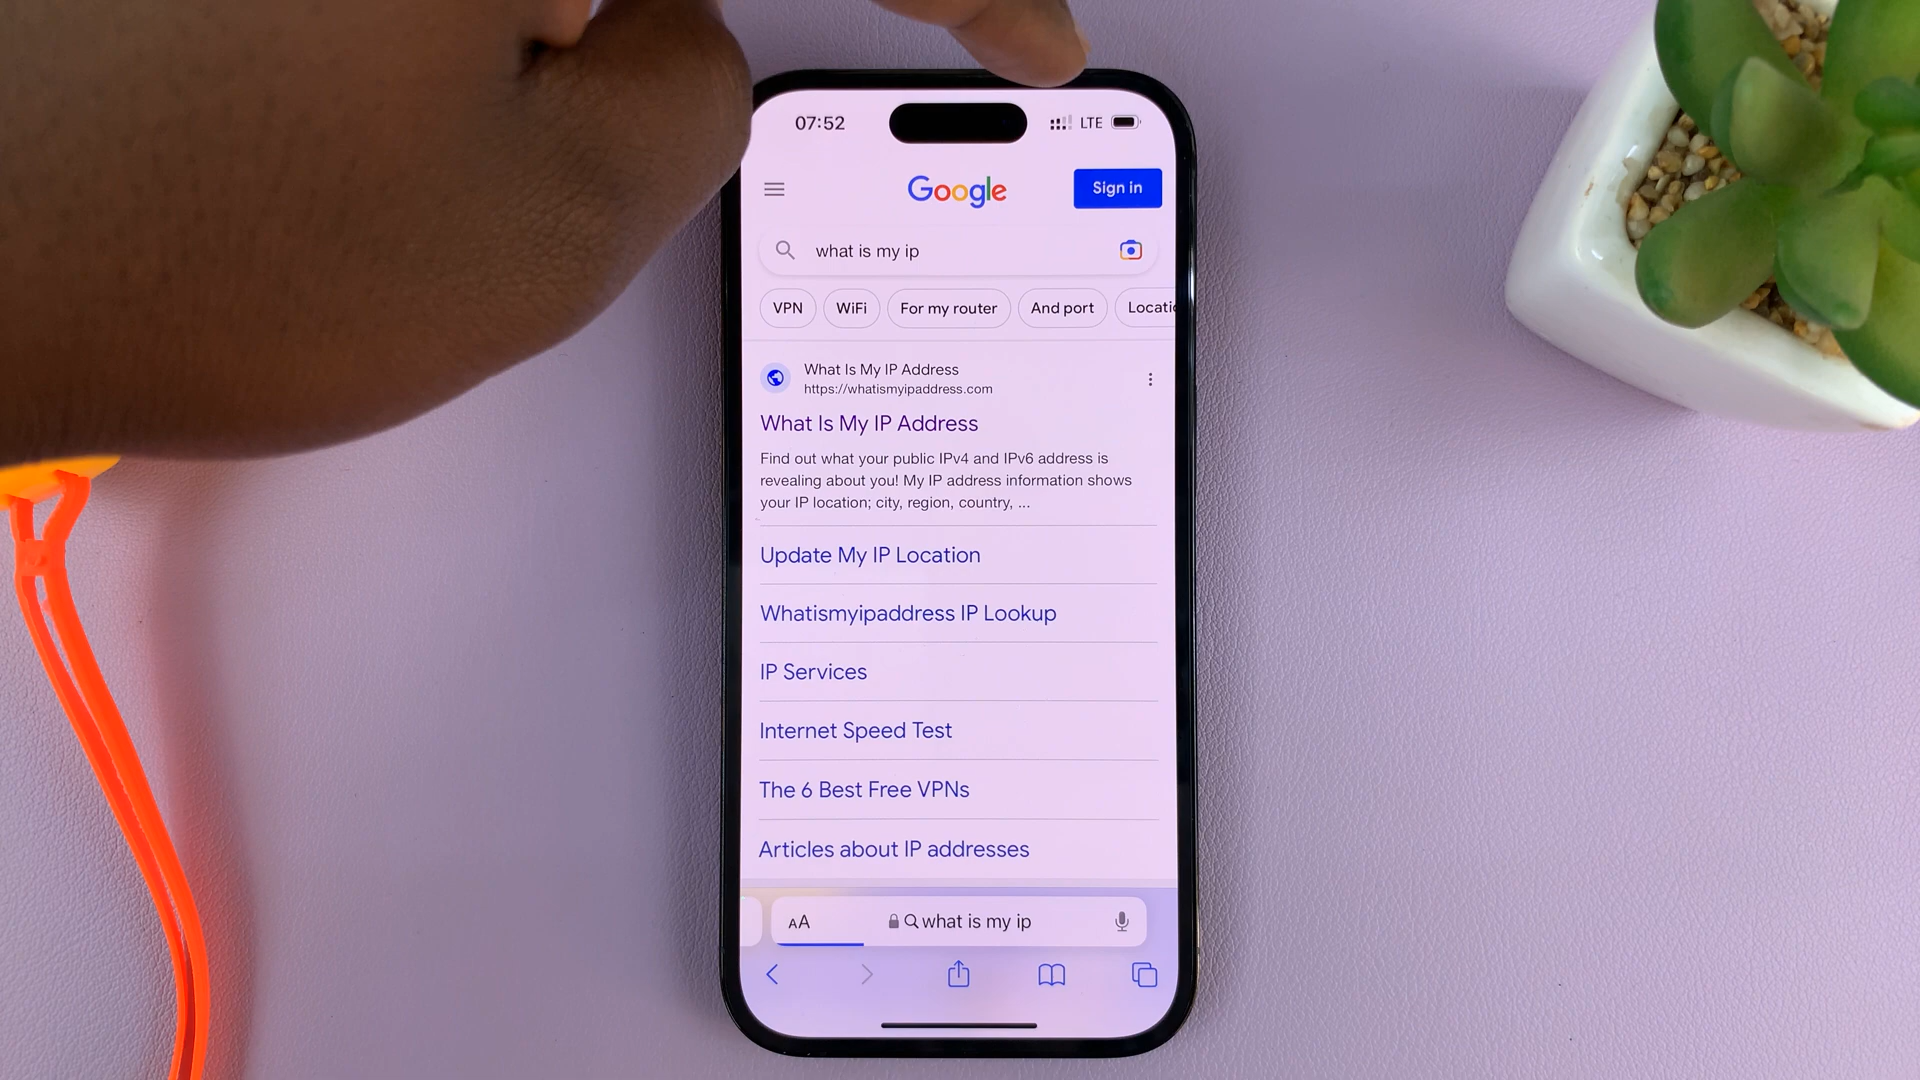 07:52 LTE
Google
Sign in
what is my ip
VPN WiFi For my router And port Locatio
What Is My IP Address
https://whatismyipaddress.com
What Is My IP Address
Find out what your public IPv4 and IPv6 address is
revealing about you! My IP address information shows
your IP location; city, region, country, ...
Update My IP Location
Whatismyipaddress IP Lookup
IP Services
Internet Speed Test
The 6 Best Free VPNs
Articles about IP addresses
AA what is my ip